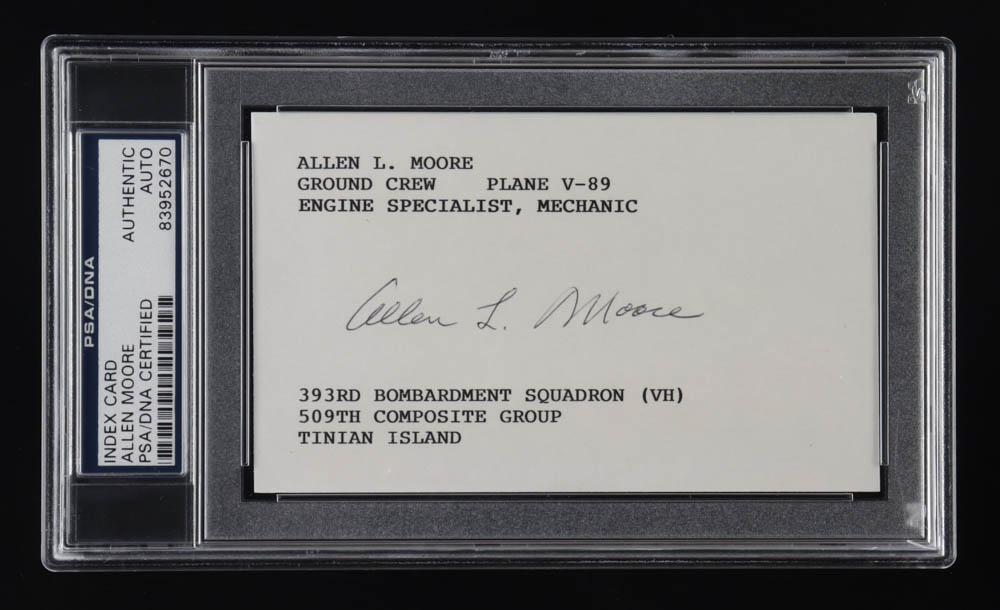 PSA/DNA
INDEX CARD
ALLEN MOORE
PSA/DNA CERTIFIED
AUTHENTIC
AUTO
83952670
ALLEN L. MOORE
GROUND CREW PLANE V-89
ENGINE SPECIALIST, MECHANIC
Allen L. Moore
393RD BOMBARDMENT SQUADRON (VH)
509TH COMPOSITE GROUP
TINIAN ISLAND